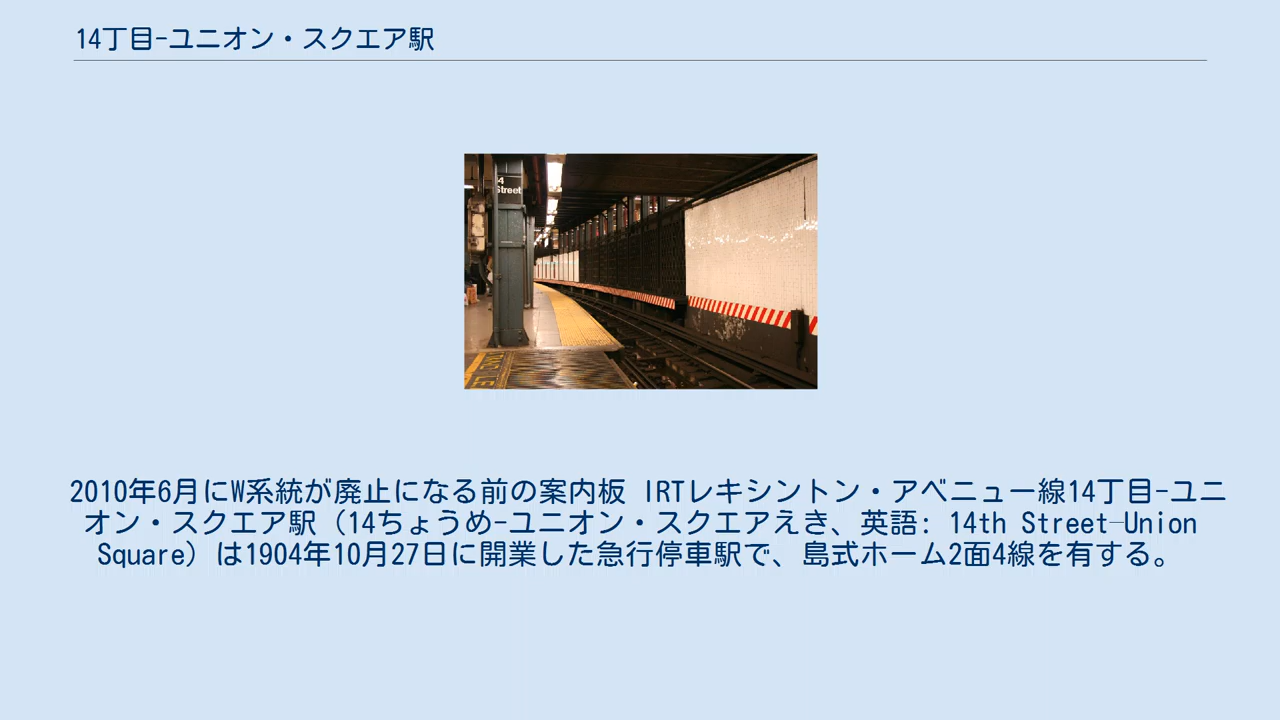 14丁目-ユニオン・スクエア駅
4
Street
2010年6月にW系統が廃止になる前の案内板 IRTレキシントン・アベニュー線14丁目-ユニ
オン・スクエア駅（14ちょうめ-ユニオン・スクエアえき、英語: 14th Street–Union
Square）は1904年10月27日に開業した急行停車駅で、島式ホーム2面4線を有する。